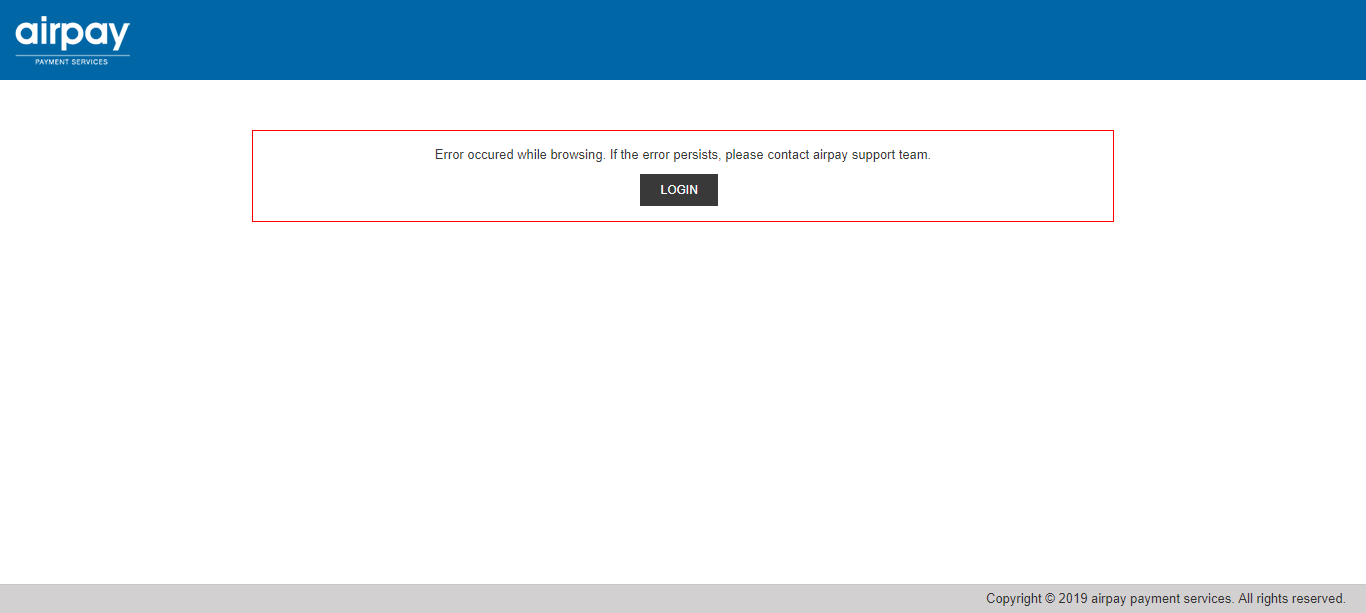 airpay
PAYMENT SERVICES
Error occured while browsing. If the error persists, please contact airpay support team.
LOGIN
Copyright © 2019 airpay payment services. All rights reserved.